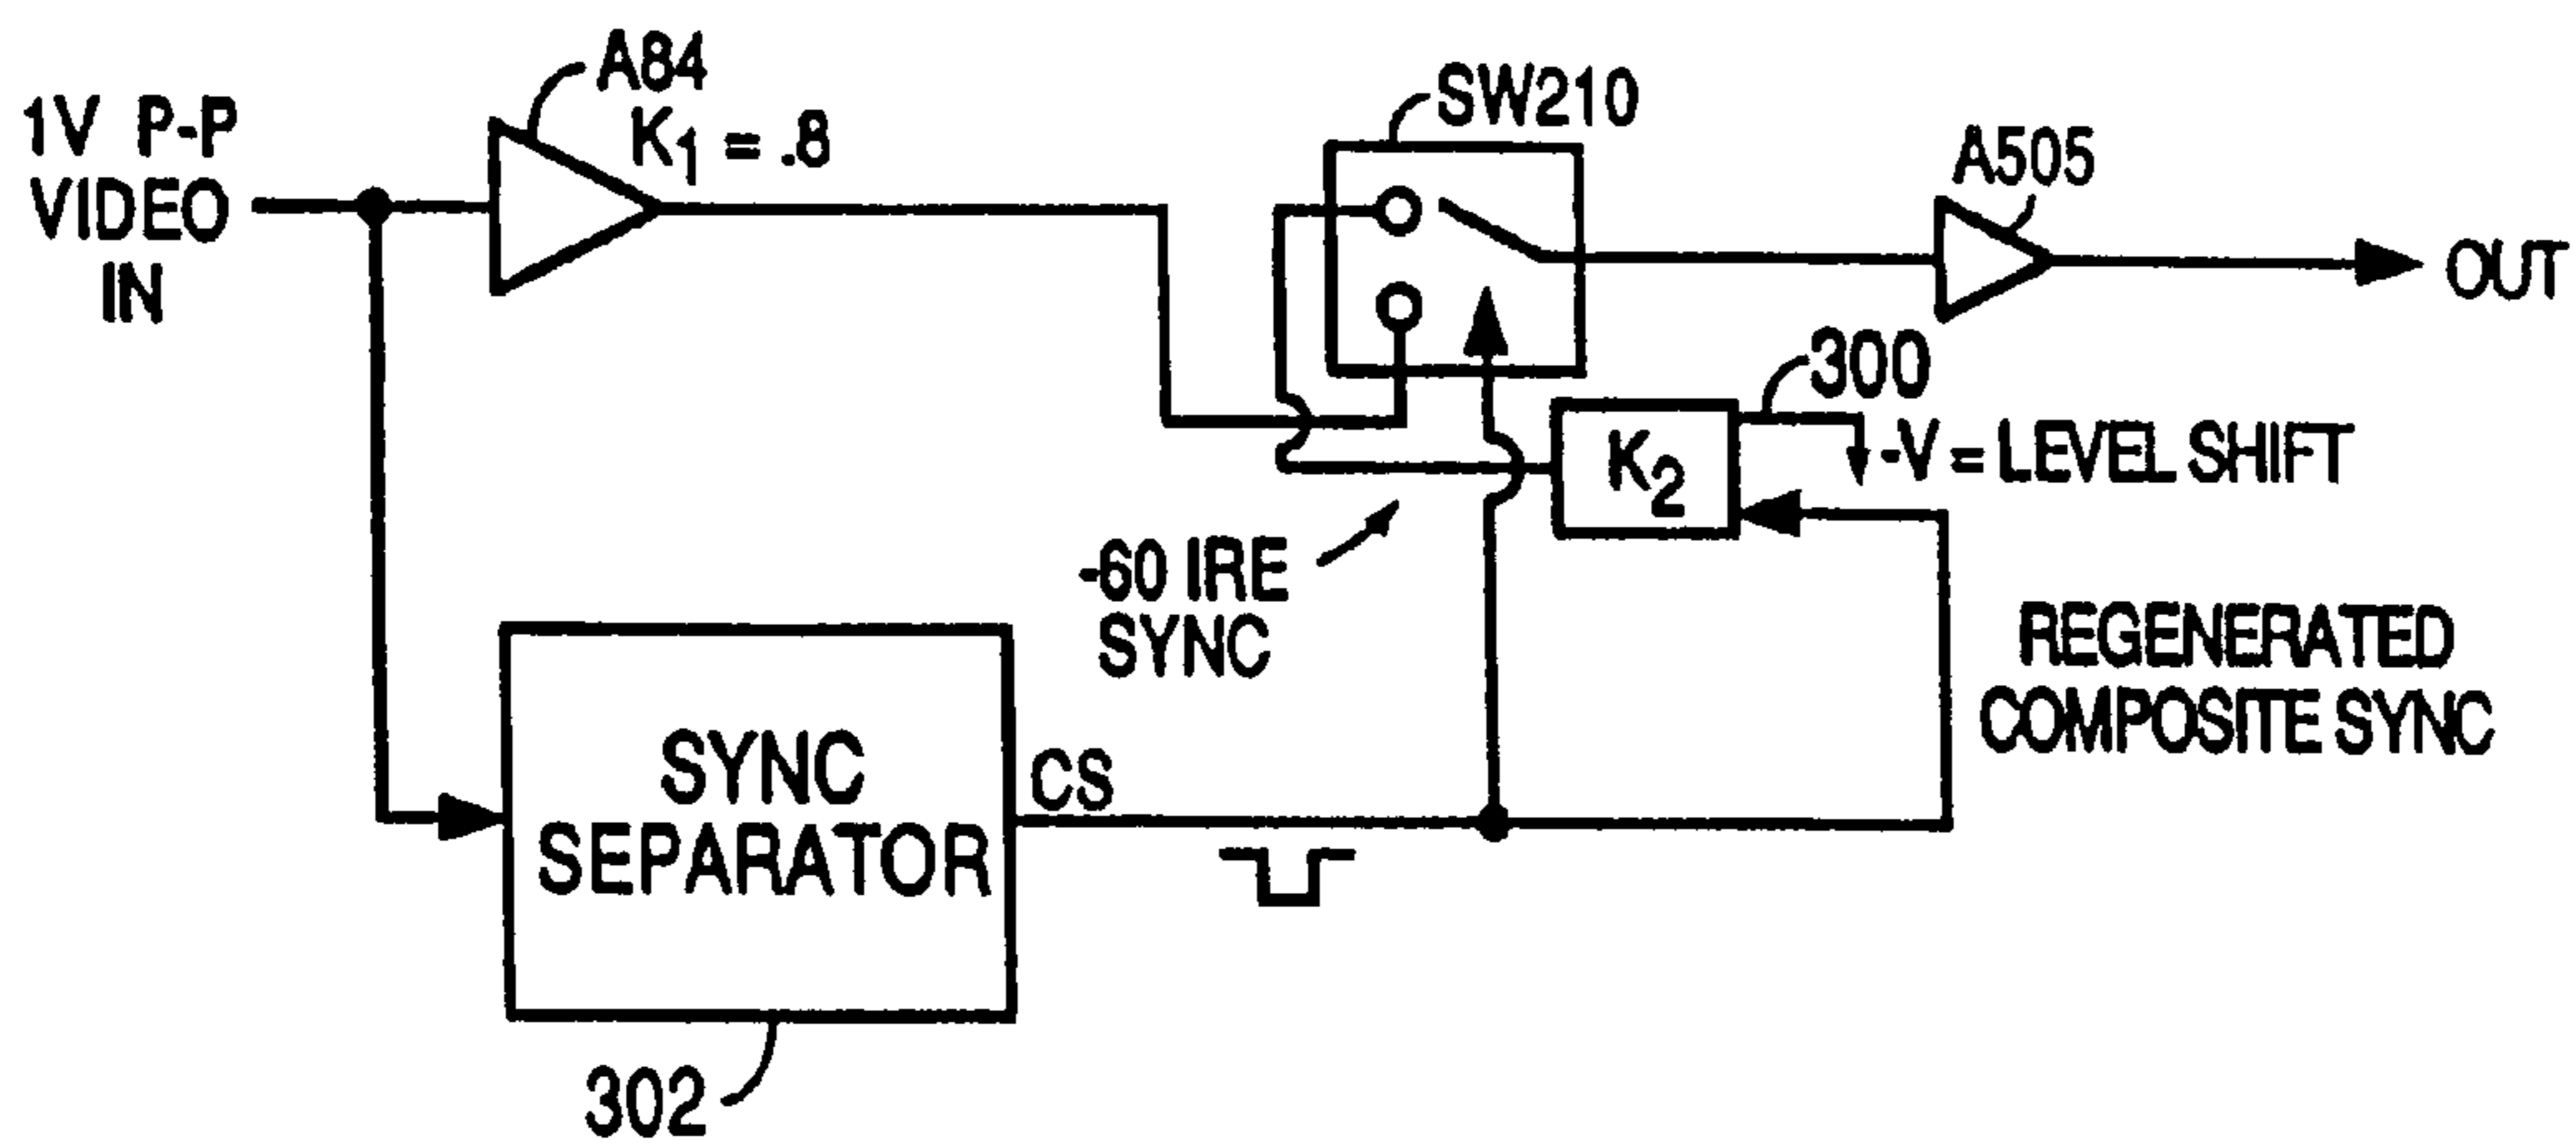 1V P-P
VIDEO
IN
A84
K1 = .8
SW210
A505
OUT
300
K2
-V = LEVEL SHIFT
-60 IRE
SYNC
REGENERATED
COMPOSITE SYNC
SYNC
SEPARATOR
CS
302